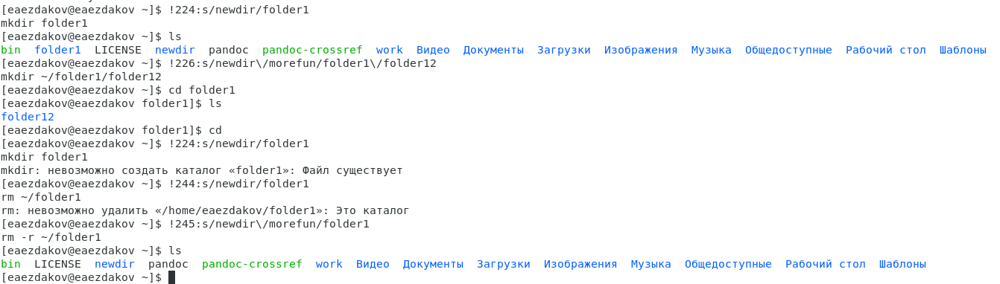 [eaezdakov@eaezdakov ~]$ !224:s/newdir/folder1
mkdir folder1
[eaezdakov@eaezdakov ~]$ ls
bin  folder1  LICENSE  newdir  pandoc  pandoc-crossref  work  Видео  Документы  Загрузки  Изображения  Музыка  Общедоступные  Рабочий стол  Шаблоны
[eaezdakov@eaezdakov ~]$ !226:s/newdir\/morefun/folder1\/folder12
mkdir ~/folder1/folder12
[eaezdakov@eaezdakov ~]$ cd folder1
[eaezdakov@eaezdakov folder1]$ ls
folder12
[eaezdakov@eaezdakov folder1]$ cd
[eaezdakov@eaezdakov ~]$ !224:s/newdir/folder1
mkdir folder1
mkdir: невозможно создать каталог «folder1»: Файл существует
[eaezdakov@eaezdakov ~]$ !244:s/newdir/folder1
rm ~/folder1
rm: невозможно удалить «/home/eaezdakov/folder1»: Это каталог
[eaezdakov@eaezdakov ~]$ !245:s/newdir\/morefun/folder1
rm -r ~/folder1
[eaezdakov@eaezdakov ~]$ ls
bin  LICENSE  newdir  pandoc  pandoc-crossref  work  Видео  Документы  Загрузки  Изображения  Музыка  Общедоступные  Рабочий стол  Шаблоны
[eaezdakov@eaezdakov ~]$